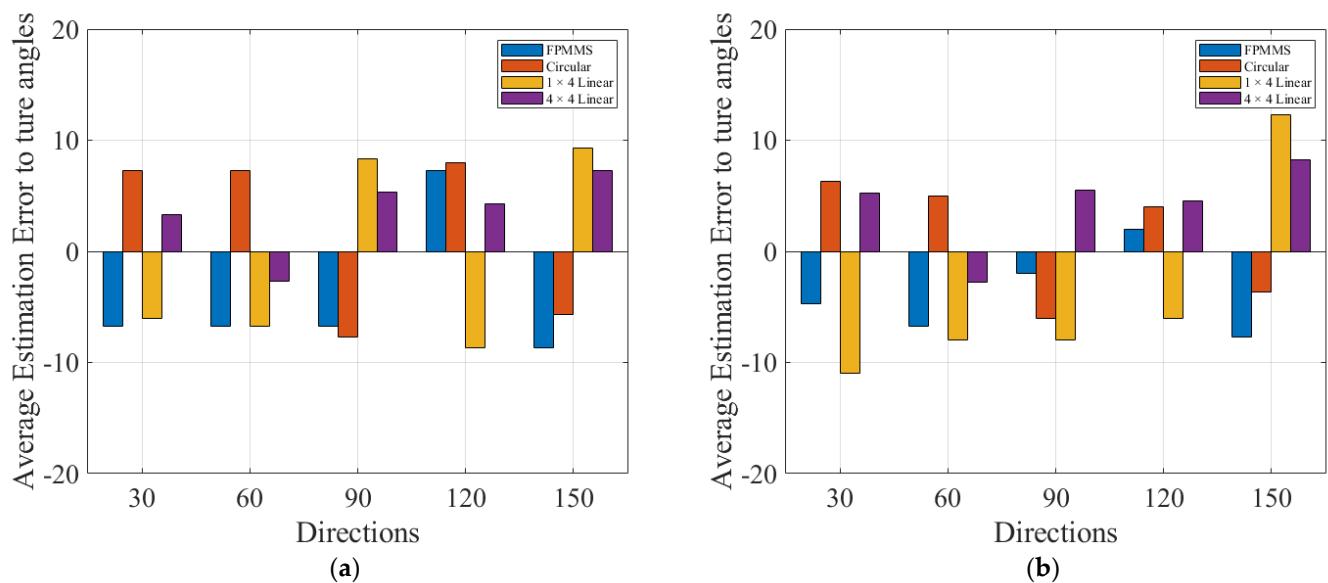 Average Estimation Error to ture angles
20
10
0
-10
-20
FPMMS
Circular
1 × 4 Linear
4 × 4 Linear
30 60 90 120 150
Directions
(a)
Average Estimation Error to ture angles
20
10
0
-10
-20
FPMMS
Circular
1 × 4 Linear
4 × 4 Linear
30 60 90 120 150
Directions
(b)